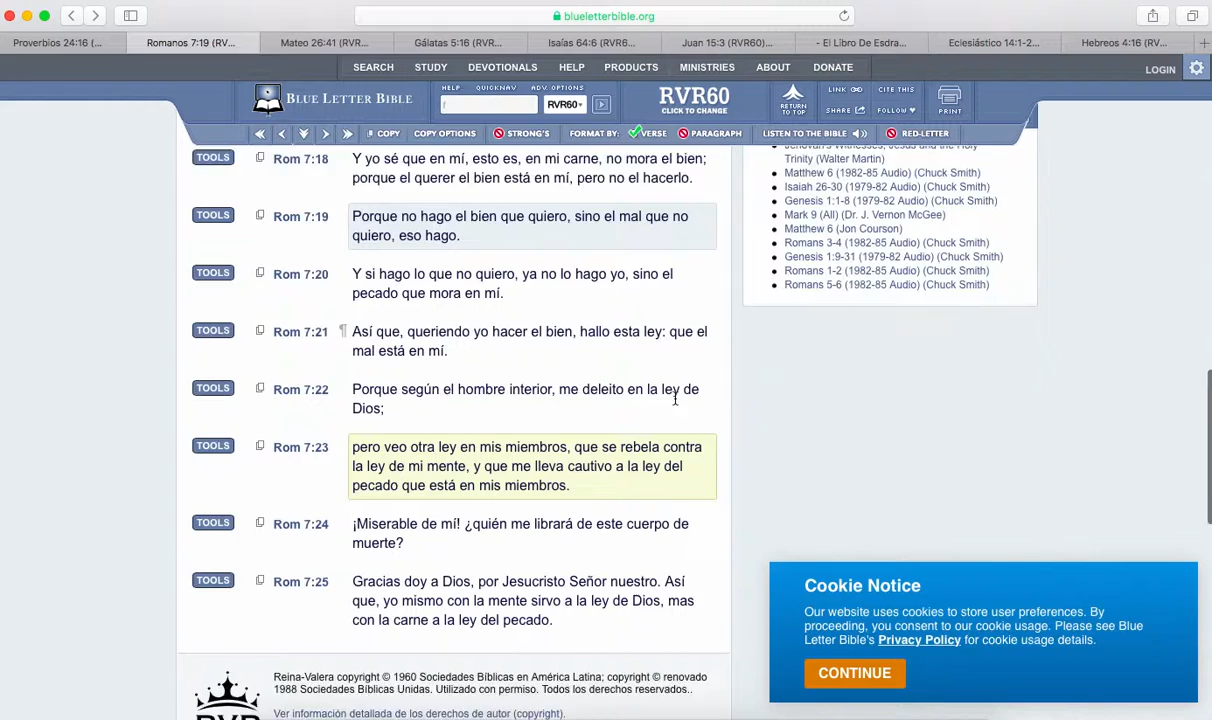 blueletterbible.org
Proverbios 24:16 (...
Romanos 7:19 (RV...
Mateo 26:41 (RVR...
Gálatas 5:16 (RVR...
Isaías 64:6 (RVR6...
Juan 15:3 (RVR60)...
- El Libro De Esdra...
Eclesiástico 14:1-2...
Hebreos 4:16 (RV...
SEARCH STUDY DEVOTIONALS HELP PRODUCTS MINISTRIES ABOUT DONATE
LOGIN
BLUE LETTER BIBLE
HELP QUICKNAV ADV. OPTIONS
RVR60
RVR60
CLICK TO CHANGE
RETURN
TO TOP
LINK
SHARE
CITE THIS
FOLLOW
PRINT
COPY COPY OPTIONS STRONG'S FORMAT BY: VERSE PARAGRAPH LISTEN TO THE BIBLE RED-LETTER
TOOLS Rom 7:18 Y yo sé que en mí, esto es, en mi carne, no mora el bien;
porque el querer el bien está en mí, pero no el hacerlo.
TOOLS Rom 7:19 Porque no hago el bien que quiero, sino el mal que no
quiero, eso hago.
TOOLS Rom 7:20 Y si hago lo que no quiero, ya no lo hago yo, sino el
pecado que mora en mí.
TOOLS Rom 7:21 ¶ Así que, queriendo yo hacer el bien, hallo esta ley: que el
mal está en mí.
TOOLS Rom 7:22 Porque según el hombre interior, me deleito en la ley de
Dios;
TOOLS Rom 7:23 pero veo otra ley en mis miembros, que se rebela contra
la ley de mi mente, y que me lleva cautivo a la ley del
pecado que está en mis miembros.
TOOLS Rom 7:24 ¡Miserable de mí! ¿quién me librará de este cuerpo de
muerte?
TOOLS Rom 7:25 Gracias doy a Dios, por Jesucristo Señor nuestro. Así
que, yo mismo con la mente sirvo a la ley de Dios, mas
con la carne a la ley del pecado.
Reina-Valera copyright © 1960 Sociedades Bíblicas en América Latina; copyright © renovado
1988 Sociedades Bíblicas Unidas. Utilizado con permiso. Todos los derechos reservados..
Ver información detallada de los derechos de autor (copyright).
Jehovah's Witnesses, Jesus and the Holy
Trinity (Walter Martin)
Matthew 6 (1982-85 Audio) (Chuck Smith)
Isaiah 26-30 (1979-82 Audio) (Chuck Smith)
Genesis 1:1-8 (1979-82 Audio) (Chuck Smith)
Mark 9 (All) (Dr. J. Vernon McGee)
Matthew 6 (Jon Courson)
Romans 3-4 (1982-85 Audio) (Chuck Smith)
Genesis 1:9-31 (1979-82 Audio) (Chuck Smith)
Romans 1-2 (1982-85 Audio) (Chuck Smith)
Romans 5-6 (1982-85 Audio) (Chuck Smith)
Cookie Notice
Our website uses cookies to store user preferences. By
proceeding, you consent to our cookie usage. Please see Blue
Letter Bible's Privacy Policy for cookie usage details.
CONTINUE